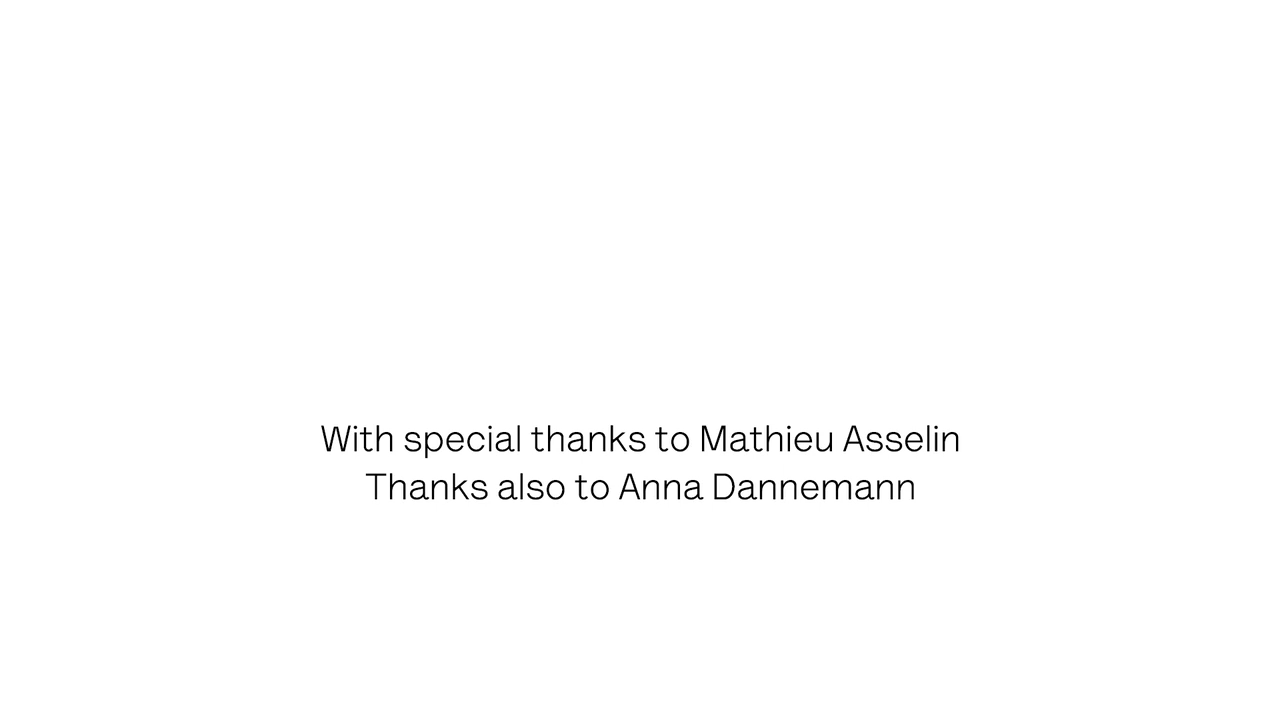 With special thanks to Mathieu Asselin
Thanks also to Anna Dannemann